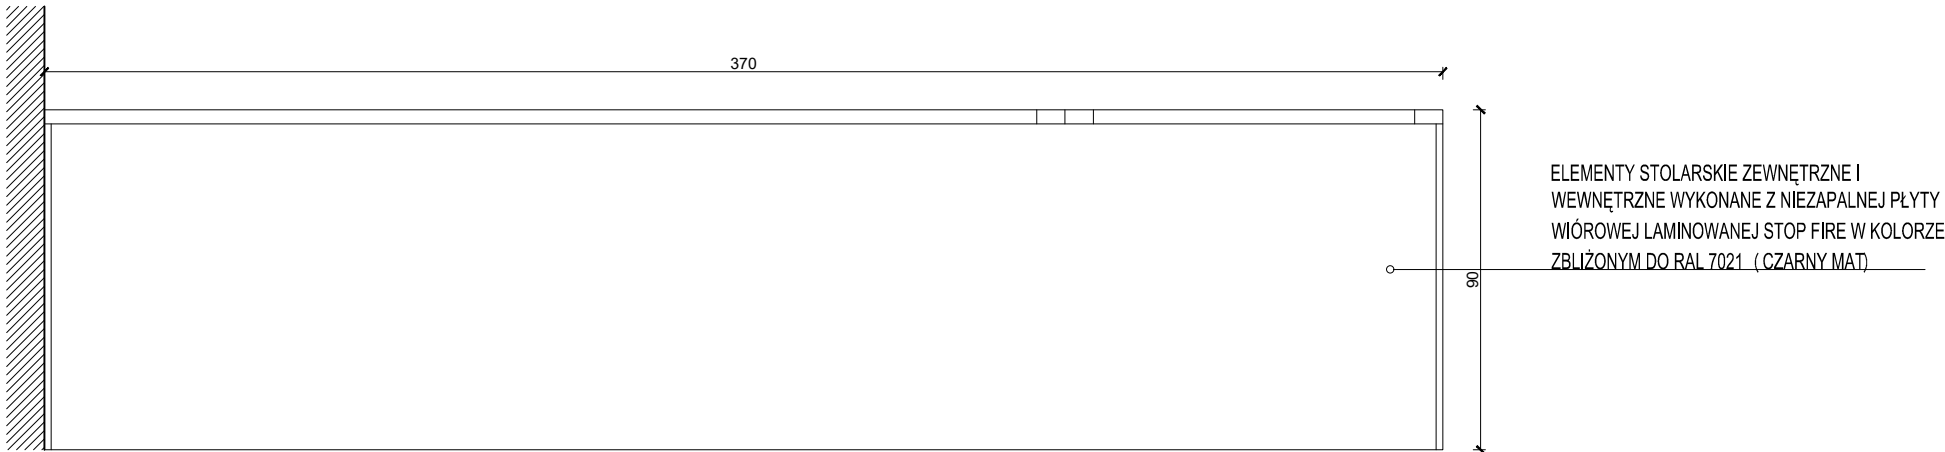 370
ELEMENTY STOLARSKIE ZEWNĘTRZNE I
WEWNĘTRZNE WYKONANE Z NIEZAPALNEJ PŁYTY
WIÓROWEJ LAMINOWANEJ STOP FIRE W KOLORZE
ZBLIŻONYM DO RAL 7021 ( CZARNY MAT)
90